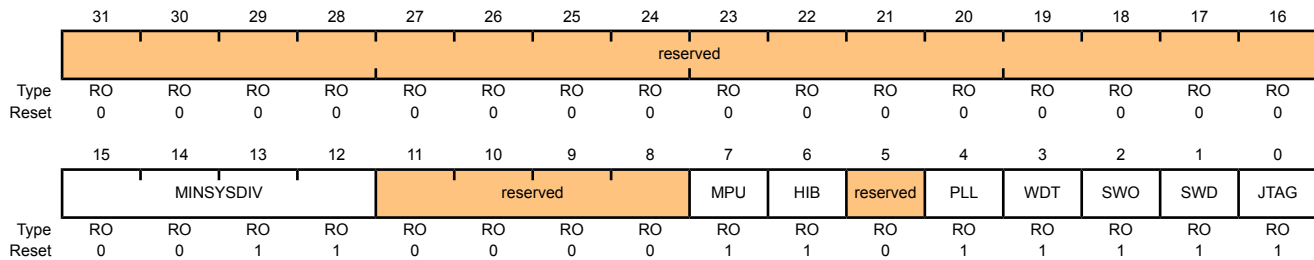 31 30 29 28 27 26 25 24 23 22 21 20 19 18 17 16
reserved
Type RO RO RO RO RO RO RO RO RO RO RO RO RO RO RO RO
Reset 0 0 0 0 0 0 0 0 0 0 0 0 0 0 0 0
15 14 13 12 11 10 9 8 7 6 5 4 3 2 1 0
MINSYSDIV reserved MPU HIB reserved PLL WDT SWO SWD JTAG
Type RO RO RO RO RO RO RO RO RO RO RO RO RO RO RO RO
Reset 0 0 1 1 0 0 0 0 1 1 0 1 1 1 1 1